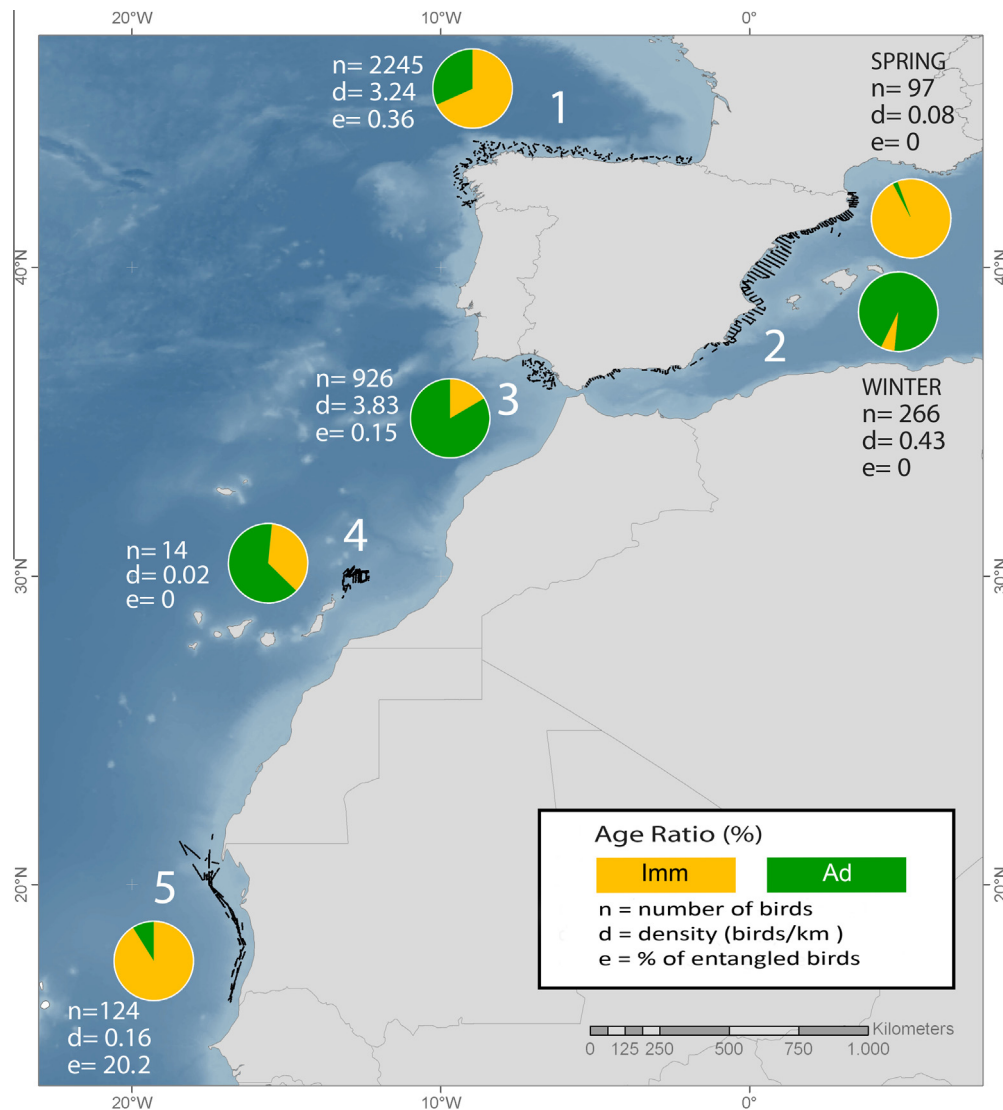 20°W 10°W 0°
n= 2245
d= 3.24
e= 0.36
1
SPRING
n= 97
d= 0.08
e= 0
40°N
40°N
2
n= 926
d= 3.83
e= 0.15
3
WINTER
n= 266
d= 0.43
e= 0
4
n= 14
d= 0.02
e= 0
30°N
30°N
20°N
20°N
5
n=124
d= 0.16
e= 20.2
Age Ratio (%)
Imm Ad
n = number of birds
d = density (birds/km )
e = % of entangled birds
Kilometers
0 125 250 500 750 1.000
20°W 10°W 0°